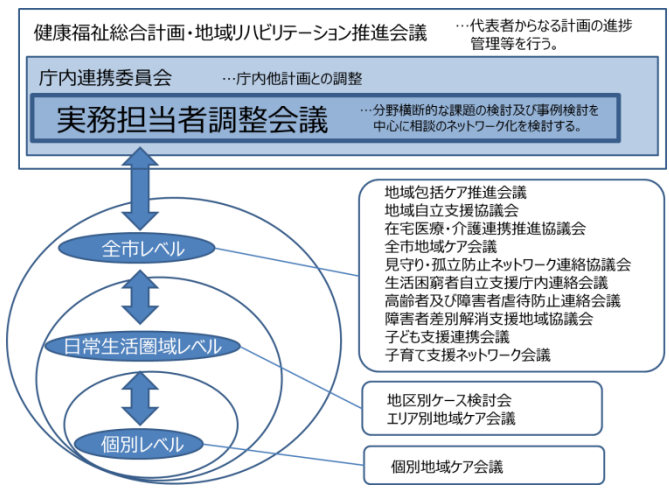 健康福祉総合計画・地域リハビリテーション推進会議
…代表者からなる計画の進捗
管理等を行う。
庁内連携委員会
…庁内他計画との調整
実務担当者調整会議
…分野横断的な課題の検討及び事例検討を
中心に相談のネットワーク化を検討する。
全市レベル
地域包括ケア推進会議
地域自立支援協議会
在宅医療・介護連携推進協議会
全市地域ケア会議
見守り・孤立防止ネットワーク連絡協議会
生活困窮者自立支援庁内連絡会議
高齢者及び障害者虐待防止連絡会議
障害者差別解消支援地域協議会
子ども支援連携会議
子育て支援ネットワーク会議
日常生活圏域レベル
地区別ケース検討会
エリア別地域ケア会議
個別レベル
個別地域ケア会議